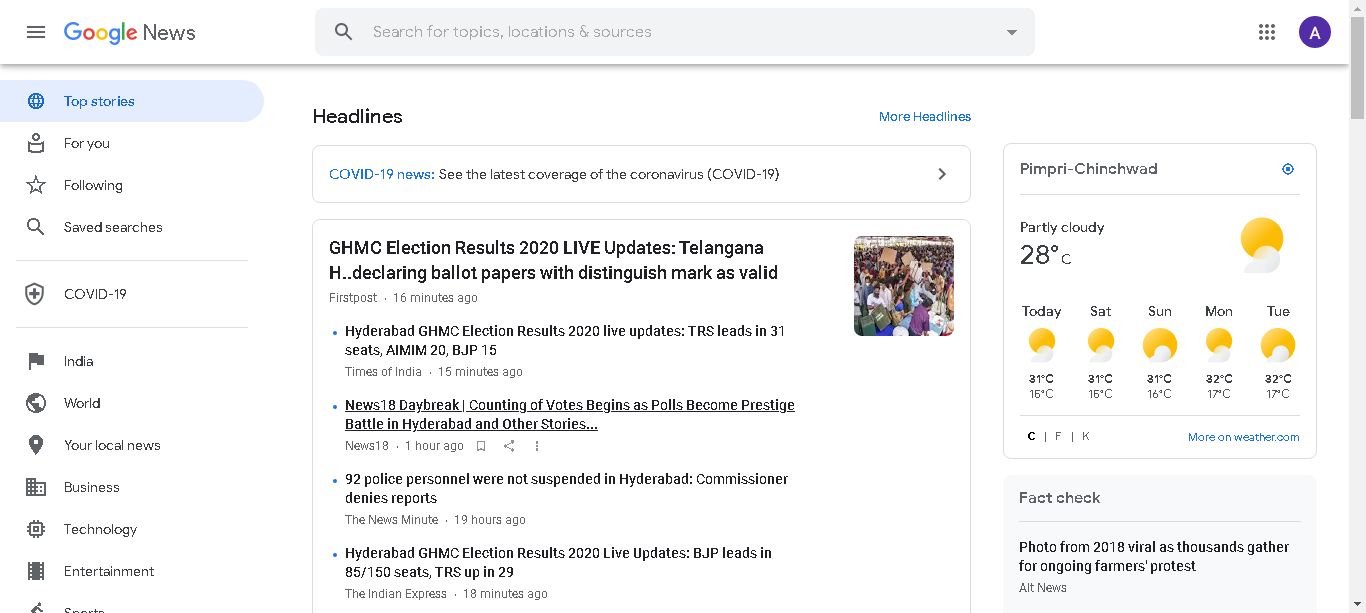 Google News
Search for topics, locations & sources
A
Top stories
For you
Following
Saved searches
COVID-19
India
World
Your local news
Business
Technology
Entertainment
Sports
Headlines
More Headlines
COVID-19 news: See the latest coverage of the coronavirus (COVID-19)
GHMC Election Results 2020 LIVE Updates: Telangana
H..declaring ballot papers with distinguish mark as valid
Firstpost · 16 minutes ago
Hyderabad GHMC Election Results 2020 live updates: TRS leads in 31
seats, AIMIM 20, BJP 15
Times of India · 15 minutes ago
News18 Daybreak | Counting of Votes Begins as Polls Become Prestige
Battle in Hyderabad and Other Stories...
News18 · 1 hour ago
92 police personnel were not suspended in Hyderabad: Commissioner
denies reports
The News Minute · 19 hours ago
Hyderabad GHMC Election Results 2020 Live Updates: BJP leads in
85/150 seats, TRS up in 29
The Indian Express · 18 minutes ago
Pimpri-Chinchwad
Partly cloudy
28°C
Today Sat Sun Mon Tue
31°C 31°C 31°C 32°C 32°C
15°C 15°C 16°C 17°C 17°C
C | F | K
More on weather.com
Fact check
Photo from 2018 viral as thousands gather
for ongoing farmers' protest
Alt News